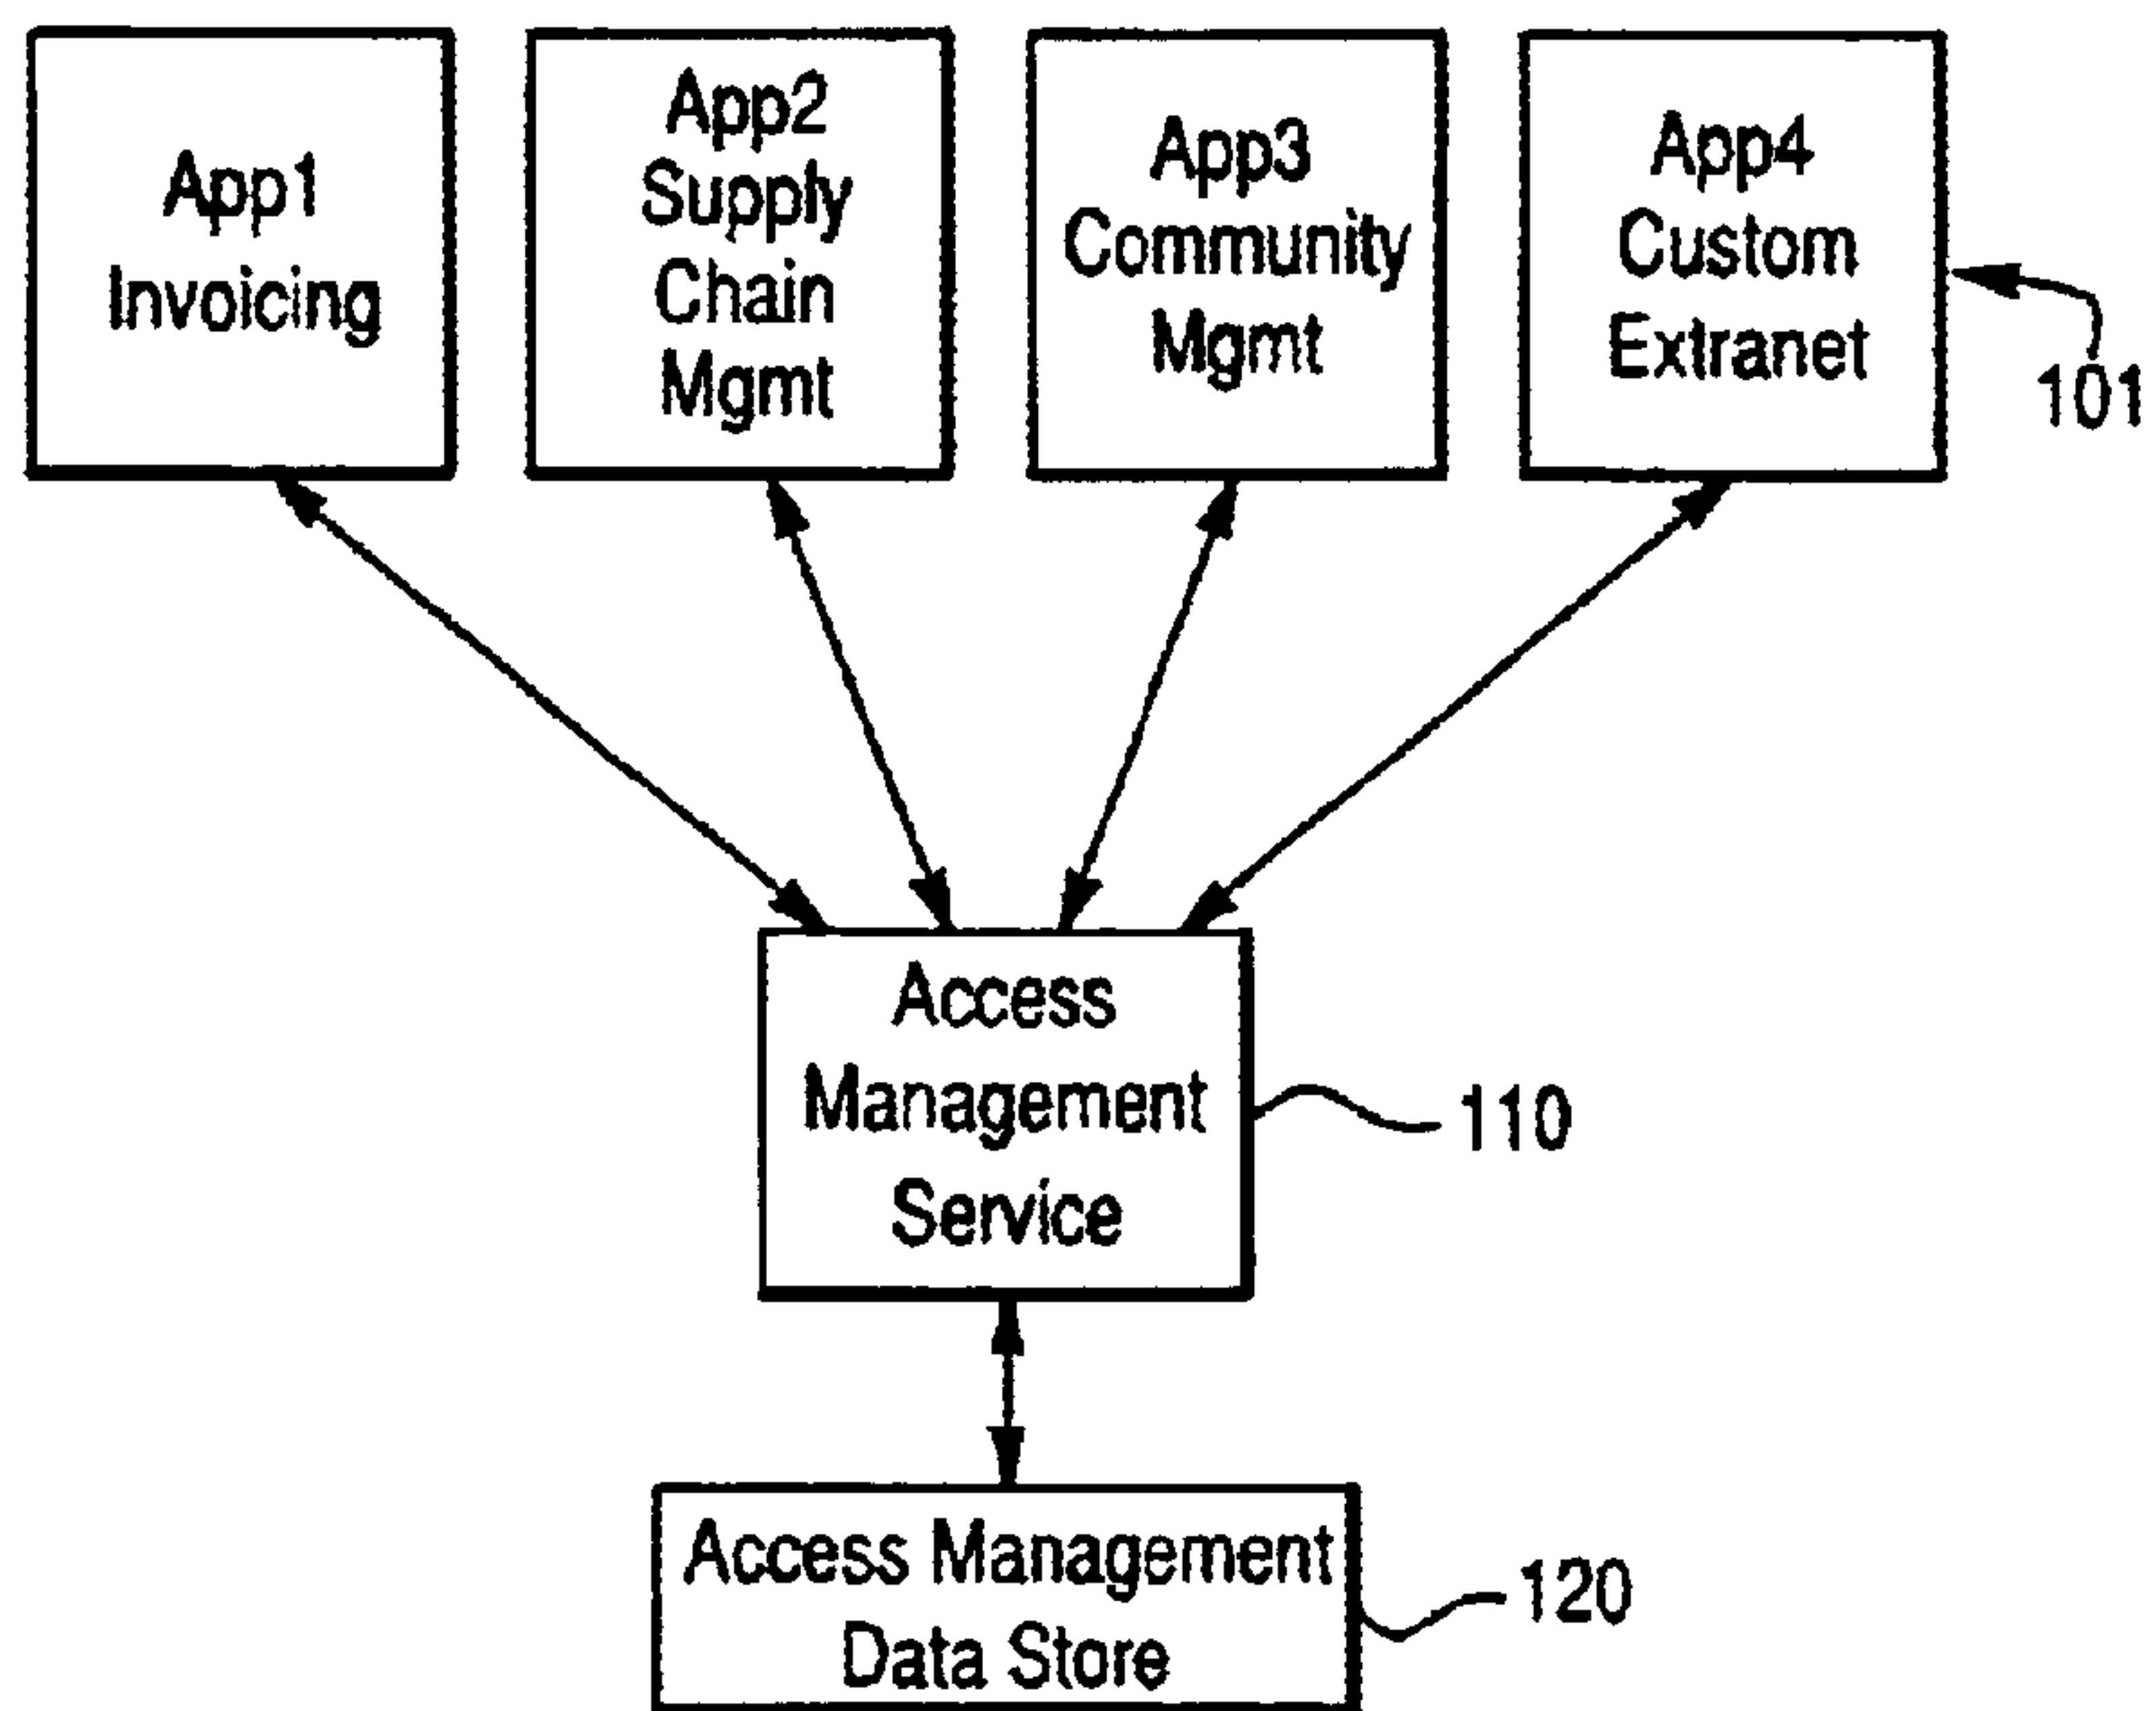 App1
Invoicing
App2
Supply
Chain
Mgmt
App3
Community
Mgmt
App4
Custom
Extranet
101
Access
Management
Service
110
Access Management
Data Store
120